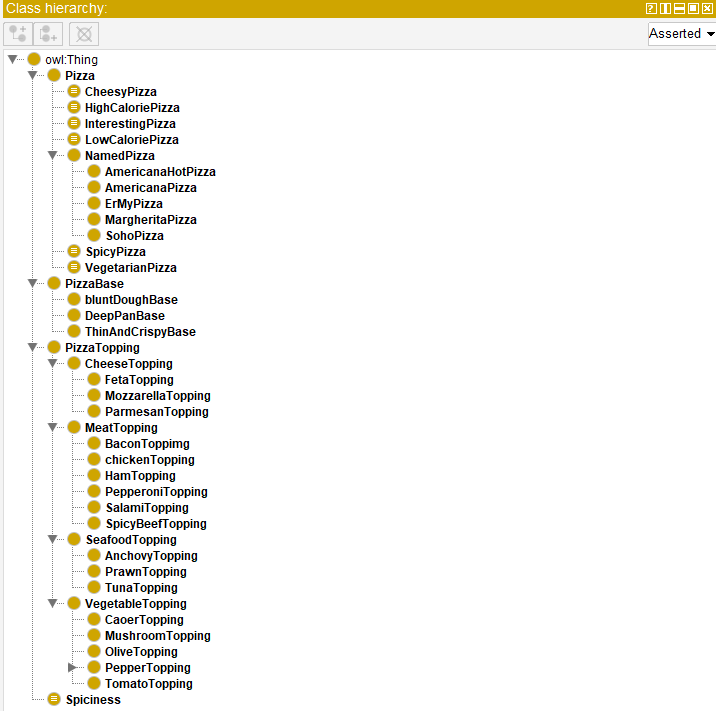 Class hierarchy:
Asserted
owl:Thing
Pizza
CheesyPizza
HighCaloriePizza
InterestingPizza
LowCaloriePizza
NamedPizza
AmericanaHotPizza
AmericanaPizza
ErMyPizza
MargheritaPizza
SohoPizza
SpicyPizza
VegetarianPizza
PizzaBase
bluntDoughBase
DeepPanBase
ThinAndCrispyBase
PizzaTopping
CheeseTopping
FetaTopping
MozzarellaTopping
ParmesanTopping
MeatTopping
BaconToppimg
chickenTopping
HamTopping
PepperoniTopping
SalamiTopping
SpicyBeefTopping
SeafoodTopping
AnchovyTopping
PrawnTopping
TunaTopping
VegetableTopping
CaoerTopping
MushroomTopping
OliveTopping
PepperTopping
TomatoTopping
Spiciness